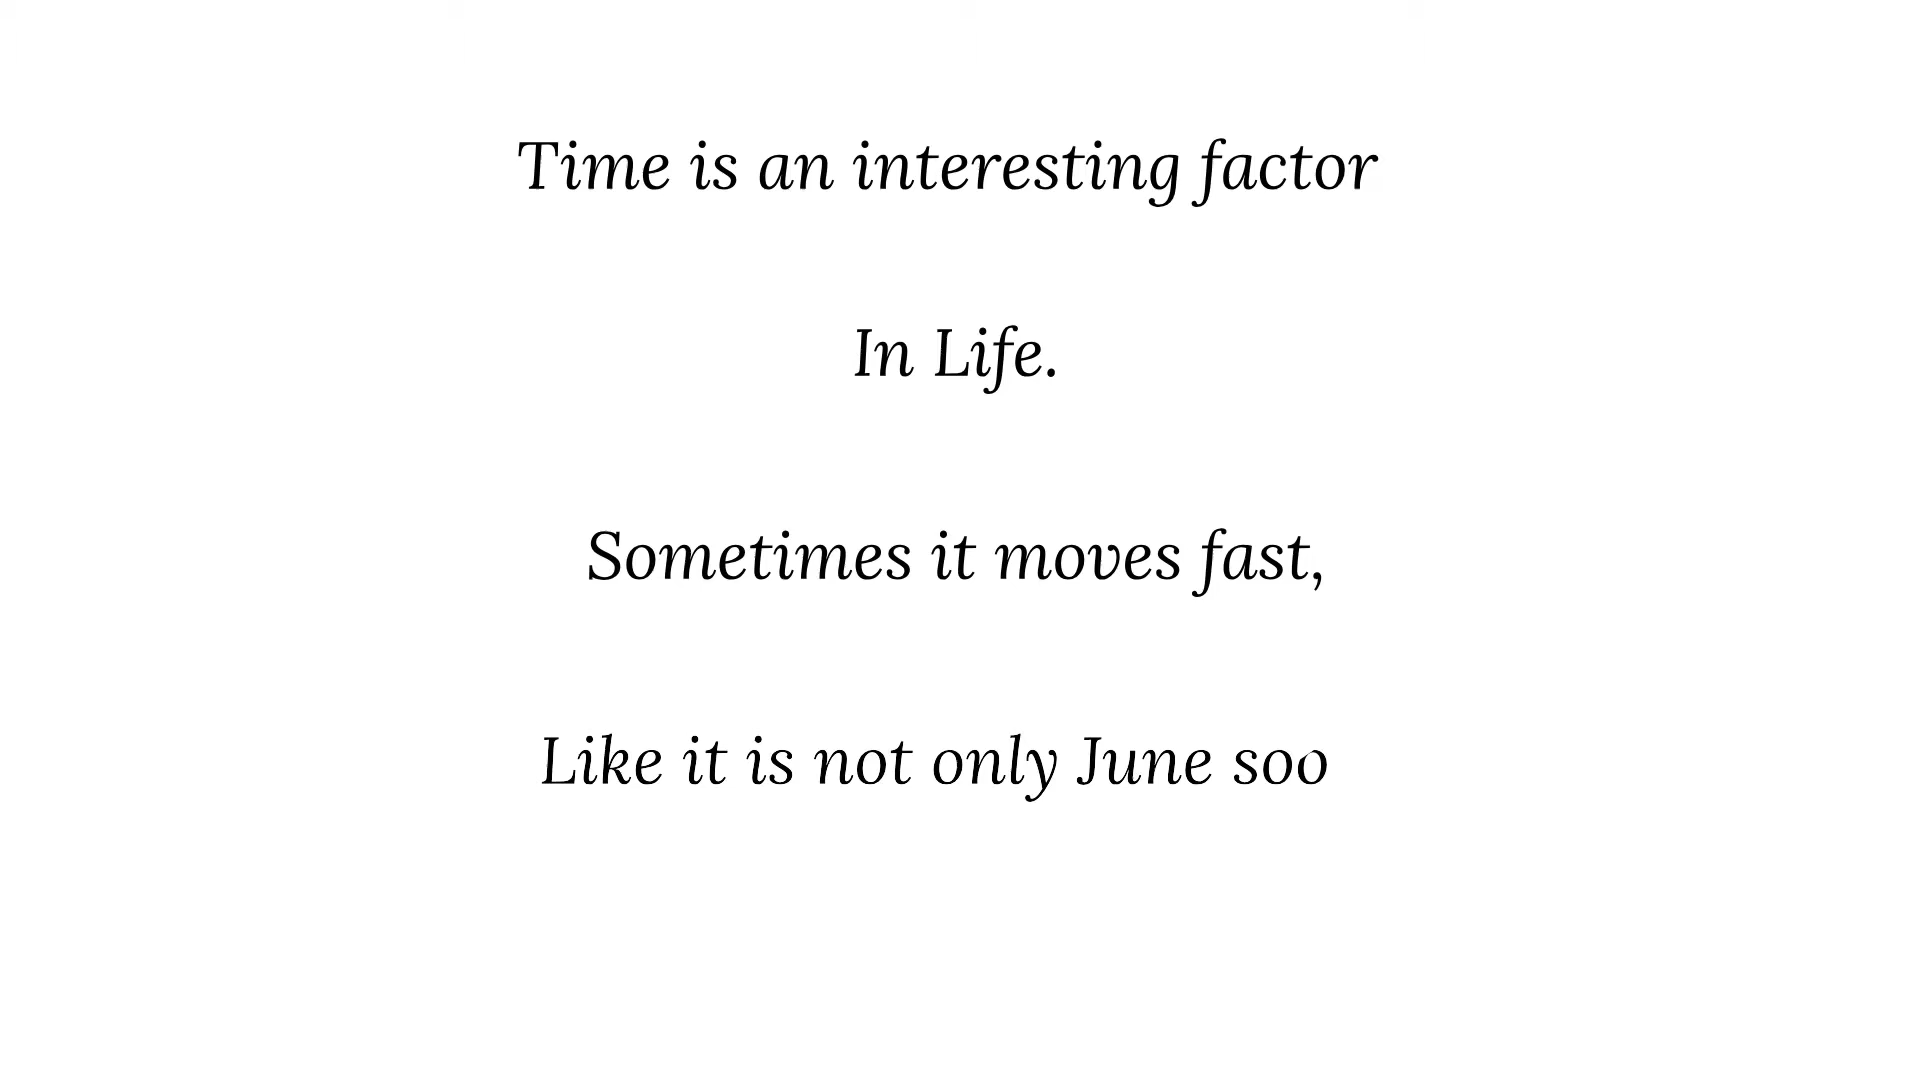 Time is an interesting factor
In Life.
Sometimes it moves fast,
Like it is not only June soo